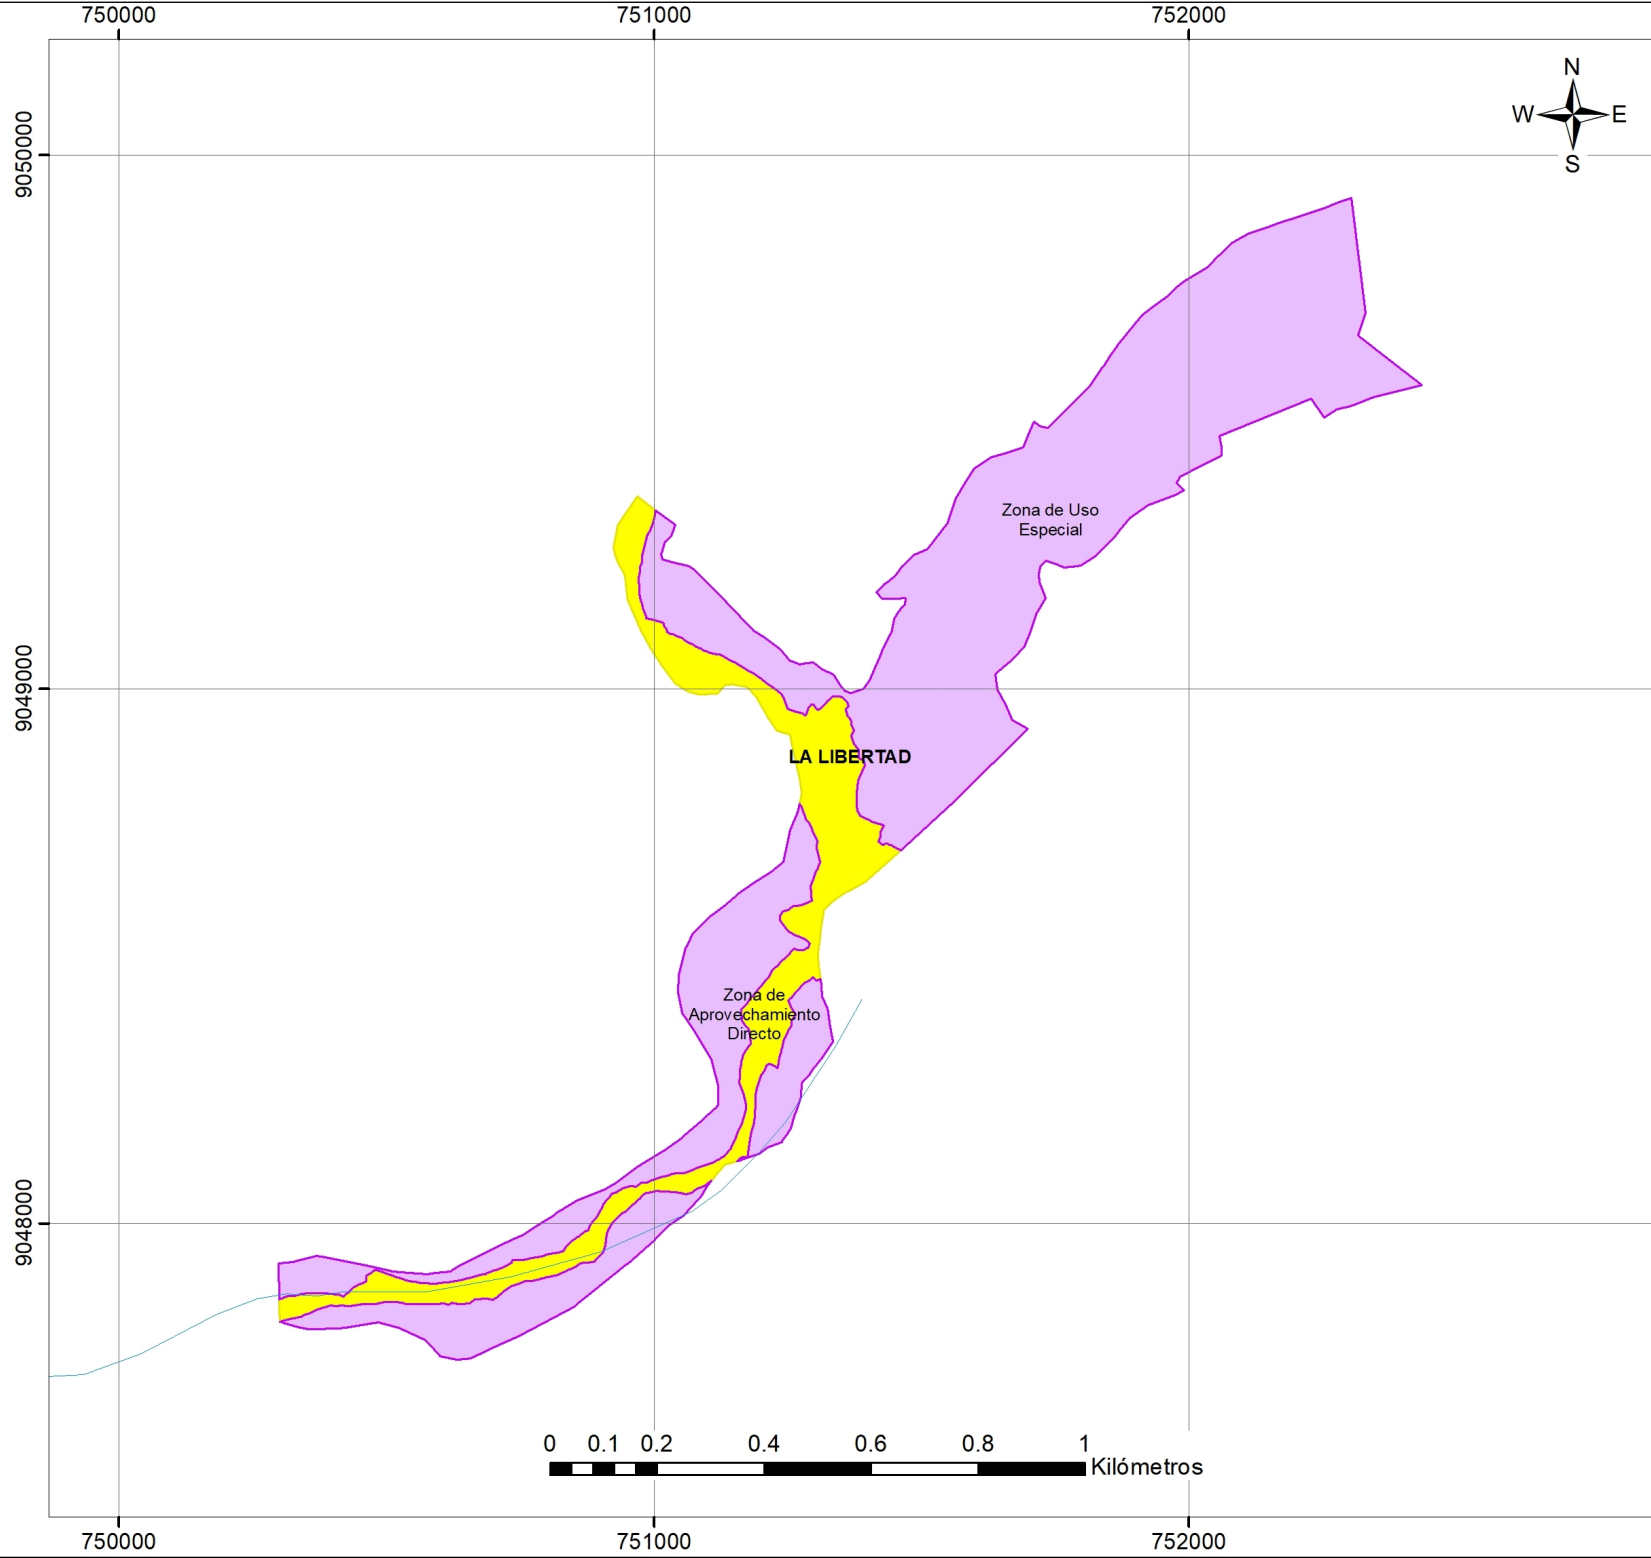 750000 751000 752000
N
W E
S
9050000
9049000
9048000
Zona de Uso
Especial
LA LIBERTAD
Zona de
Aprovechamiento
Directo
0 0.1 0.2 0.4 0.6 0.8 1
Kilómetros
750000 751000 752000